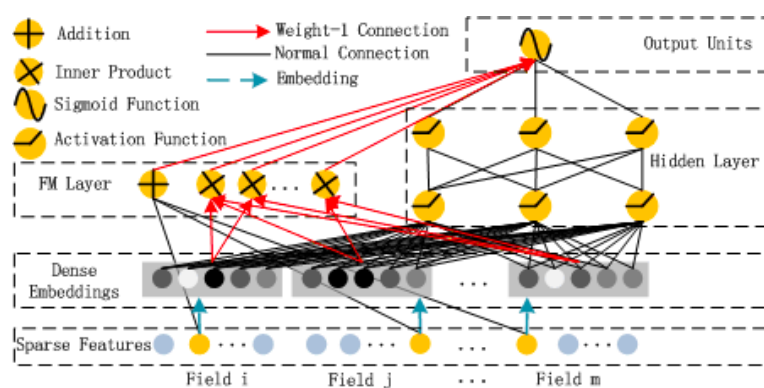 Addition
Inner Product
Sigmoid Function
Activation Function
Weight-1 Connection
Normal Connection
Embedding
Output Units
Hidden Layer
FM Layer
...
Dense
Embeddings
...
Sparse Features
... ... ... ...
Field i Field j ... Field m